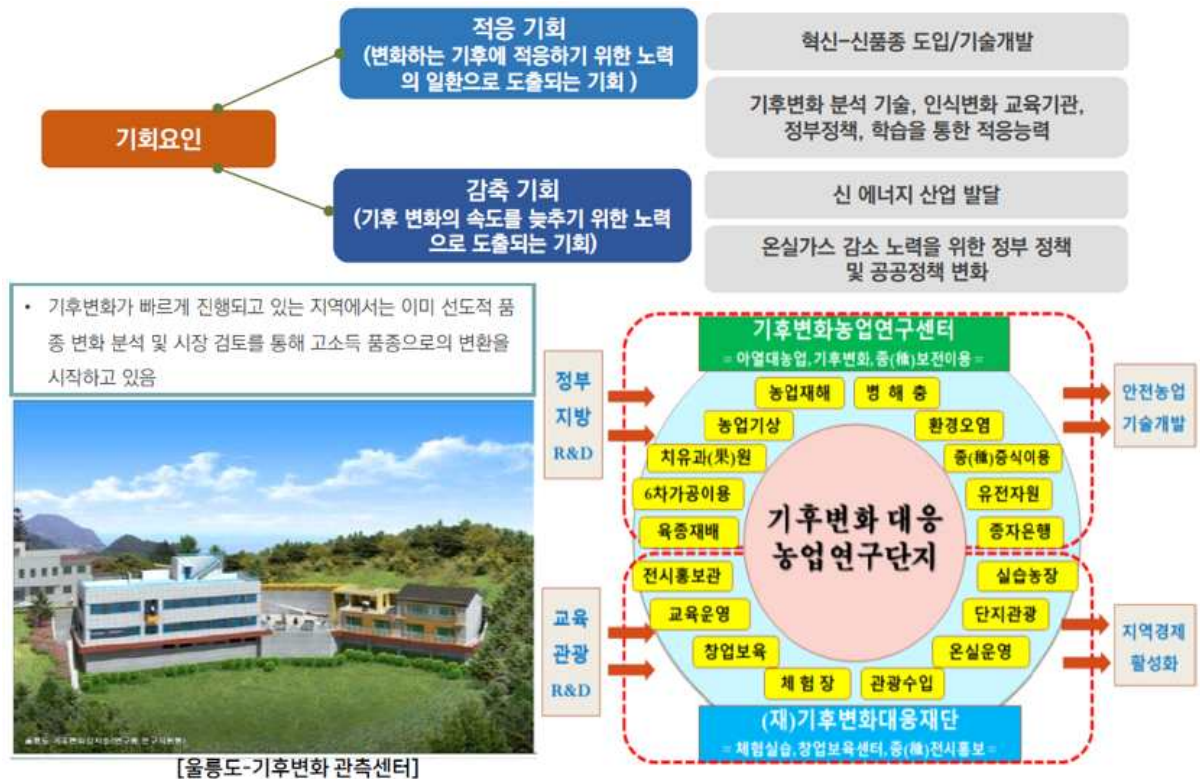 적응 기회
(변화하는 기후에 적응하기 위한 노력
의 일환으로 도출되는 기회 )
혁신-신품종 도입/기술개발
기후변화 분석 기술, 인식변화 교육기관,
정부정책, 학습을 통한 적응능력
기회요인
감축 기회
(기후 변화의 속도를 늦추기 위한 노력
으로 도출되는 기회)
신 에너지 산업 발달
온실가스 감소 노력을 위한 정부 정책
및 공공정책 변화
• 기후변화가 빠르게 진행되고 있는 지역에서는 이미 선도적 품
종 변화 분석 및 시장 검토를 통해 고소득 품종으로의 변환을
시작하고 있음
[울릉도-기후변화 관측센터]
정부
지방
R&D
교육
관광
R&D
기후변화농업연구센터
= 아열대농업,기후변화,종(種)보전이용 =
농업재해
병 해 충
농업기상
환경오염
치유과(果)원
종(種)증식이용
6차가공이용
유전자원
육종재배
종자은행
기후변화 대응
농업연구단지
전시홍보관
실습농장
교육운영
단지관광
창업보육
온실운영
체 험 장
관광수입
(재)기후변화대응재단
= 체험실습,창업보육센터,종(種)전시홍보 =
안전농업
기술개발
지역경제
활성화